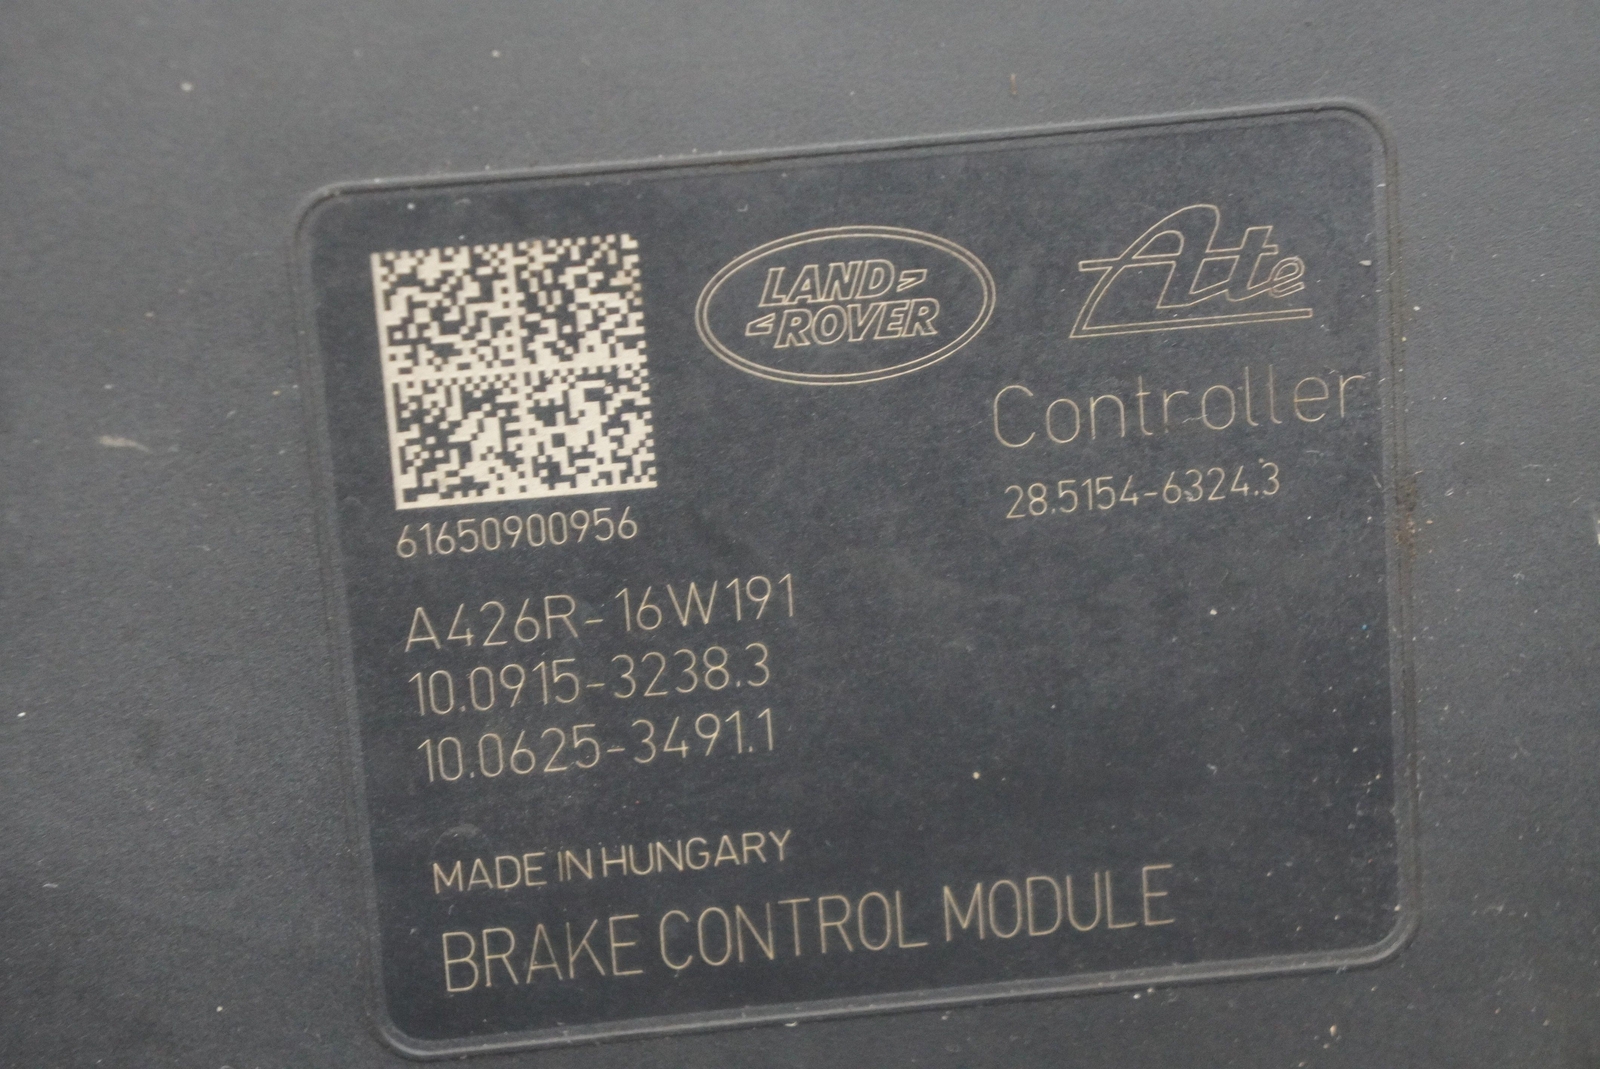 LAND
ROVER
Ate
Controller
28.5154-6324.3
61650900956
A426R-16W191
10.0915-3238.3
10.0625-3491.1
MADE IN HUNGARY
BRAKE CONTROL MODULE